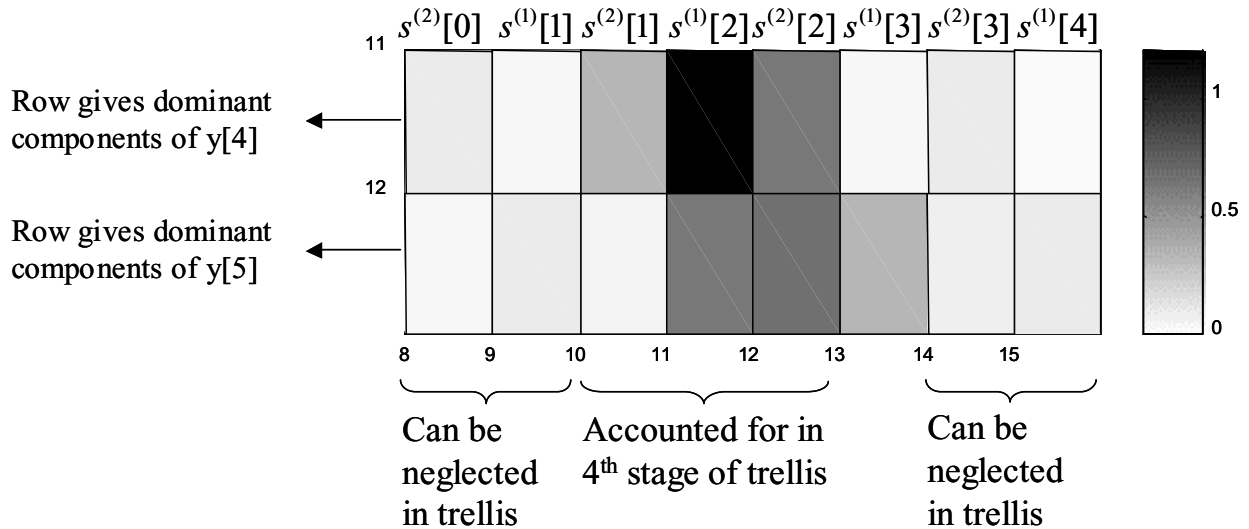 s^(2)[0] s^(1)[1] s^(2)[1] s^(1)[2] s^(2)[2] s^(1)[3] s^(2)[3] s^(1)[4]
11
Row gives dominant
components of y[4]
12
Row gives dominant
components of y[5]
1
0.5
0
8 9 10 11 12 13 14 15
Can be
neglected
in trellis
Accounted for in
4th stage of trellis
Can be
neglected
in trellis